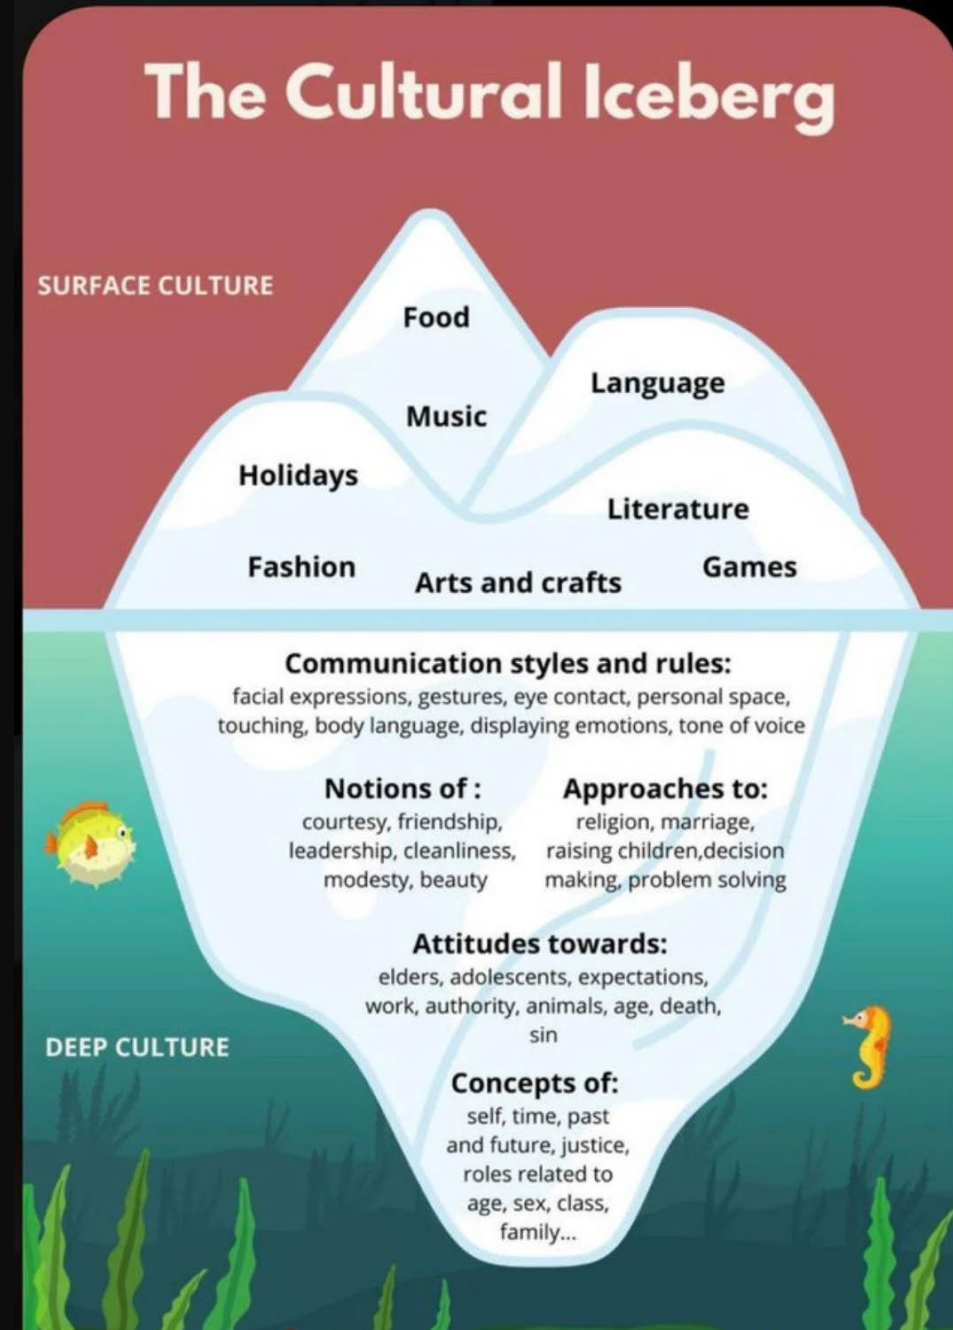 The Cultural Iceberg
SURFACE CULTURE
Food
Language
Music
Holidays
Literature
Fashion
Arts and crafts
Games
Communication styles and rules:
facial expressions, gestures, eye contact, personal space,
touching, body language, displaying emotions, tone of voice
Notions of :
courtesy, friendship,
leadership, cleanliness,
modesty, beauty
Approaches to:
religion, marriage,
raising children,decision
making, problem solving
Attitudes towards:
elders, adolescents, expectations,
work, authority, animals, age, death,
sin
DEEP CULTURE
Concepts of:
self, time, past
and future, justice,
roles related to
age, sex, class,
family...